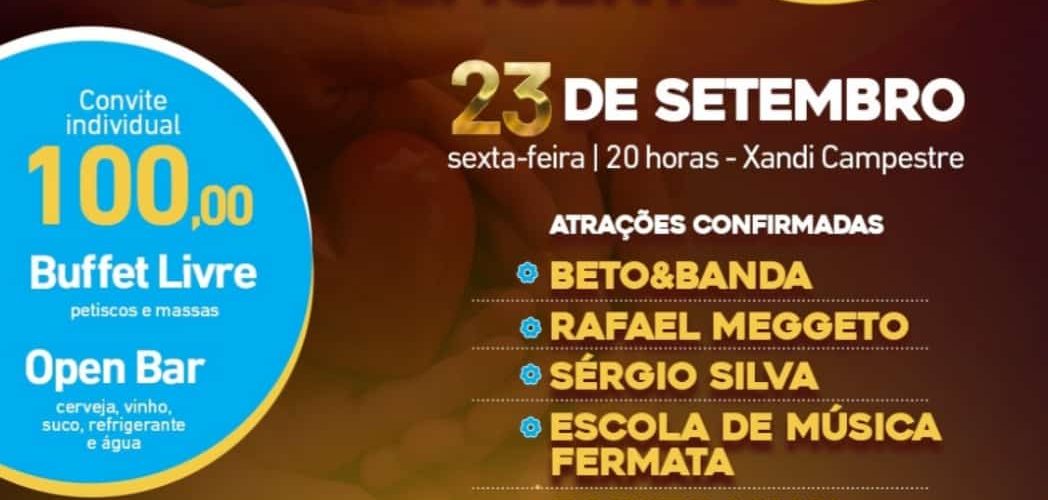 23 DE SETEMBRO
sexta-feira | 20 horas - Xandi Campestre
Convite
individual
100,00
Buffet Livre
petiscos e massas
Open Bar
cerveja, vinho,
suco, refrigerante
e água
ATRAÇÕES CONFIRMADAS
BETO&BANDA
RAFAEL MEGGETO
SÉRGIO SILVA
ESCOLA DE MÚSICA
FERMATA